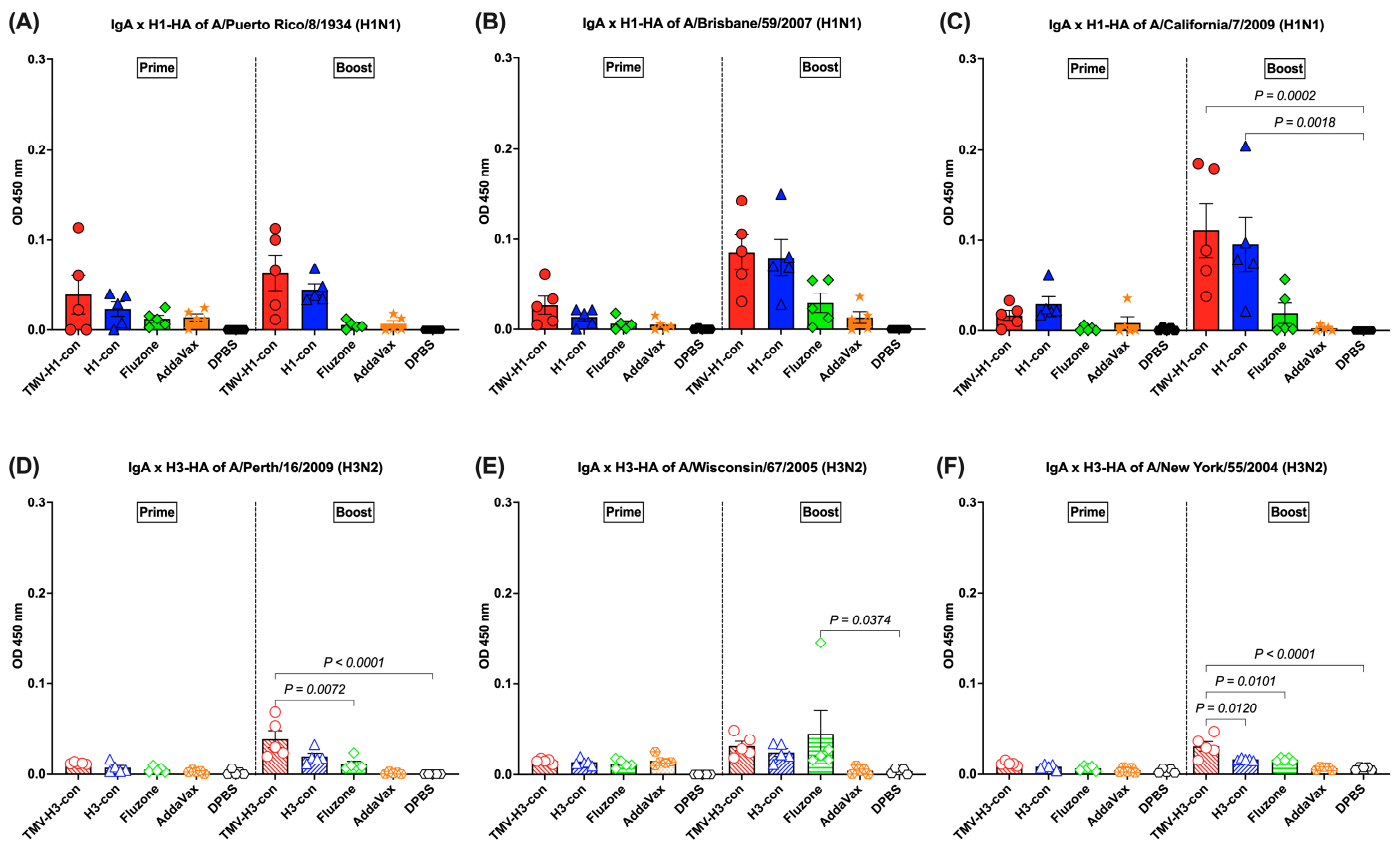 (A) IgA x H1-HA of A/Puerto Rico/8/1934 (H1N1)
0.3
0.2
0.1
0.0
OD 450 nm
Prime
Boost
TMV-H1-con
H1-con
Fluzone
AddaVax
DPBS
TMV-H1-con
H1-con
Fluzone
AddaVax
DPBS
(B) IgA x H1-HA of A/Brisbane/59/2007 (H1N1)
0.3
0.2
0.1
0.0
OD 450 nm
Prime
Boost
TMV-H1-con
H1-con
Fluzone
AddaVax
DPBS
TMV-H1-con
H1-con
Fluzone
AddaVax
DPBS
(C) IgA x H1-HA of A/California/7/2009 (H1N1)
0.3
0.2
0.1
0.0
OD 450 nm
Prime
Boost
P = 0.0002
P = 0.0018
TMV-H1-con
H1-con
Fluzone
AddaVax
DPBS
TMV-H1-con
H1-con
Fluzone
AddaVax
DPBS
(D) IgA x H3-HA of A/Perth/16/2009 (H3N2)
0.3
0.2
0.1
0.0
OD 450 nm
Prime
Boost
P < 0.0001
P = 0.0072
TMV-H3-con
H3-con
Fluzone
AddaVax
DPBS
TMV-H3-con
H3-con
Fluzone
AddaVax
DPBS
(E) IgA x H3-HA of A/Wisconsin/67/2005 (H3N2)
0.3
0.2
0.1
0.0
OD 450 nm
Prime
Boost
P = 0.0374
TMV-H3-con
H3-con
Fluzone
AddaVax
DPBS
TMV-H3-con
H3-con
Fluzone
AddaVax
DPBS
(F) IgA x H3-HA of A/New York/55/2004 (H3N2)
0.3
0.2
0.1
0.0
OD 450 nm
Prime
Boost
P < 0.0001
P = 0.0101
P = 0.0120
TMV-H3-con
H3-con
Fluzone
AddaVax
DPBS
TMV-H3-con
H3-con
Fluzone
AddaVax
DPBS